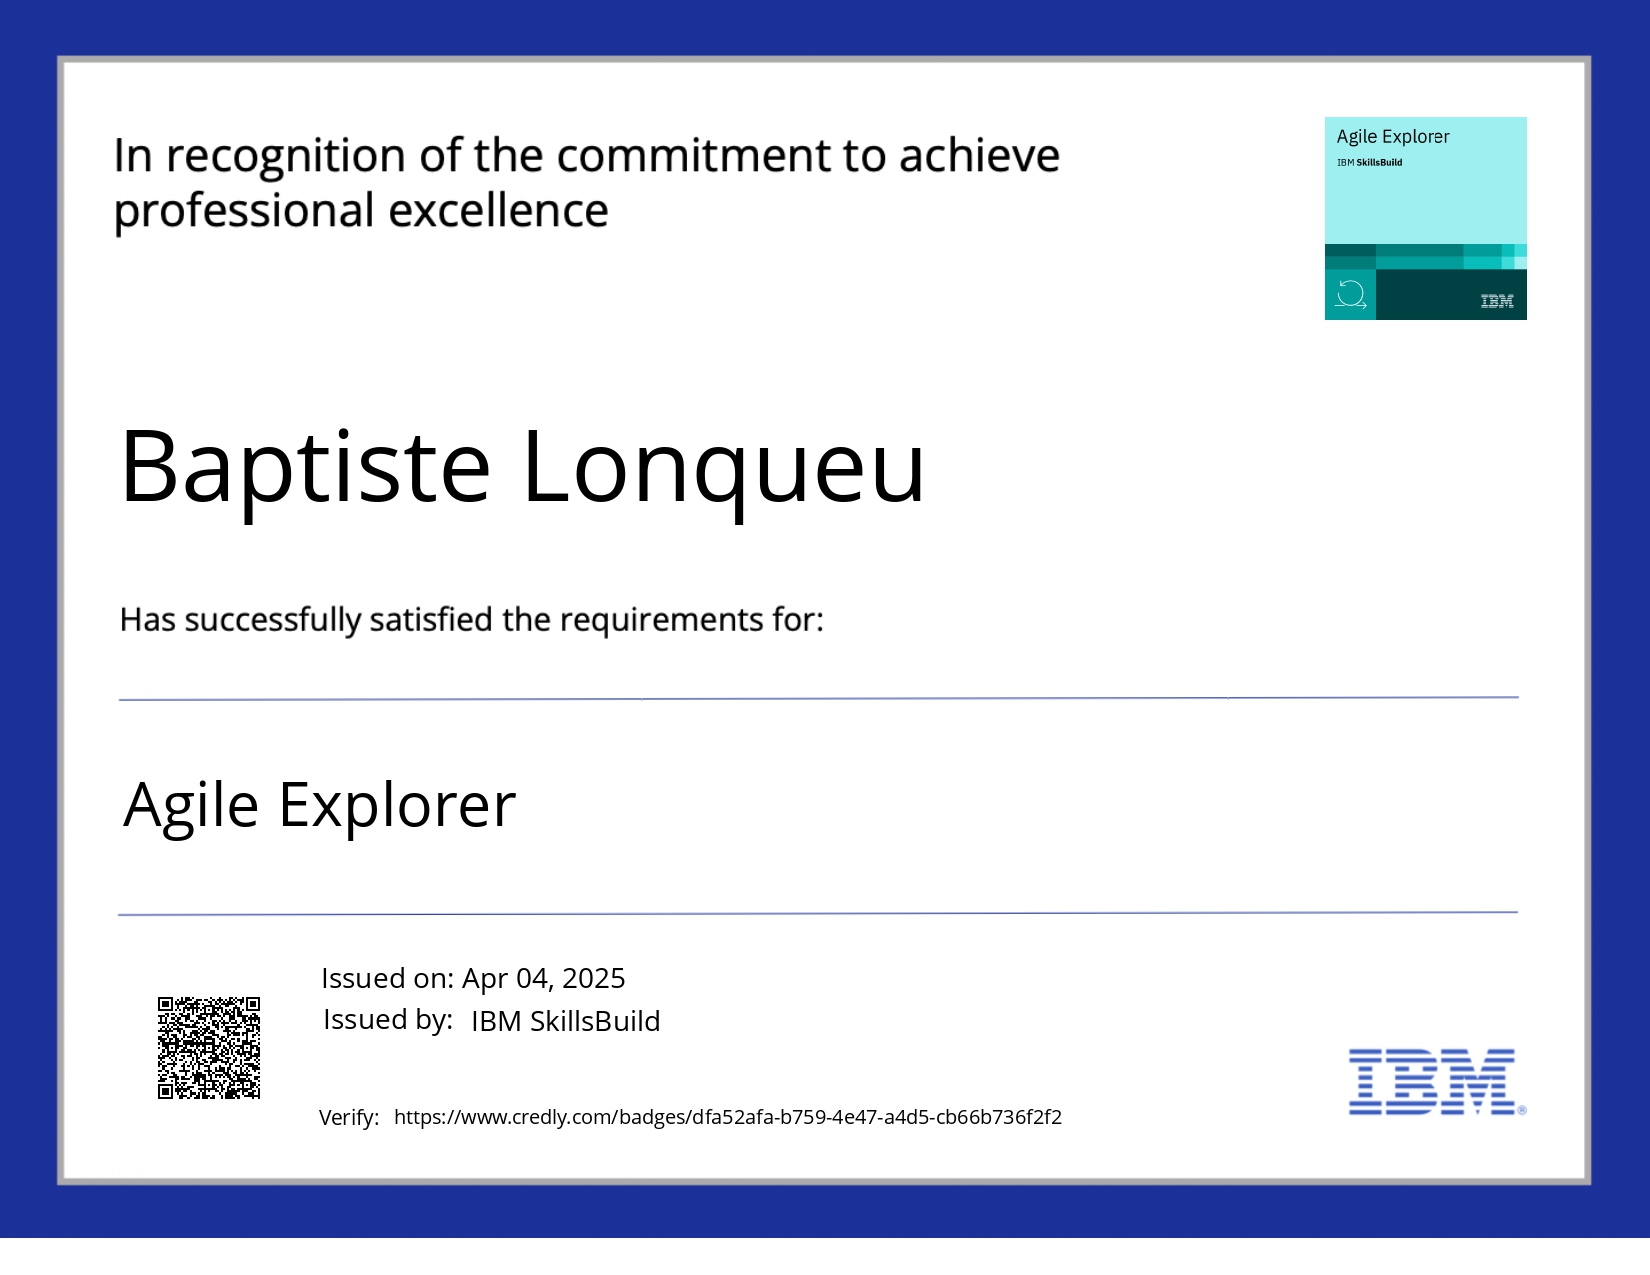 In recognition of the commitment to achieve
professional excellence
Agile Explorer
IBM SkillsBuild
IBM
Baptiste Lonqueu
Has successfully satisfied the requirements for:
Agile Explorer
Issued on: Apr 04, 2025
Issued by: IBM SkillsBuild
Verify: https://www.credly.com/badges/dfa52afa-b759-4e47-a4d5-cb66b736f2f2
IBM®